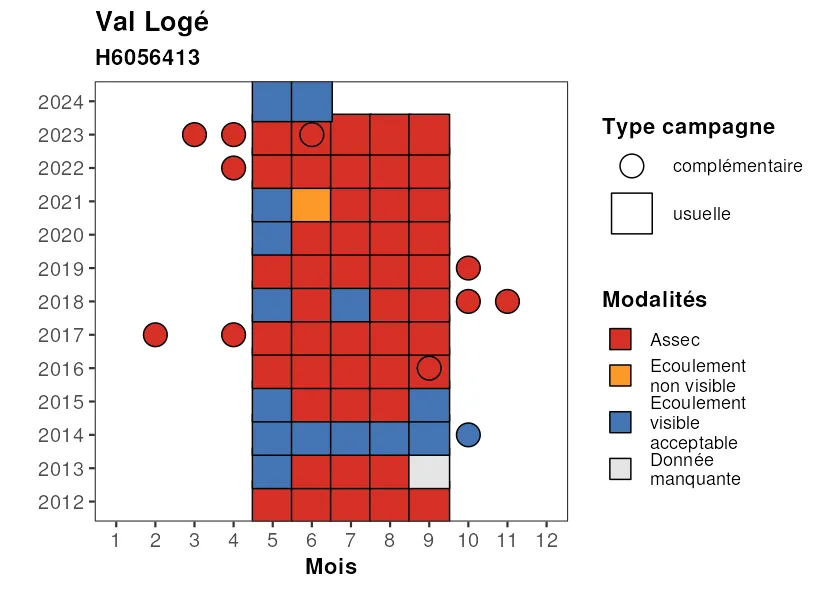 Val Logé
H6056413
2024
2023
2022
2021
2020
2019
2018
2017
2016
2015
2014
2013
2012
1 2 3 4 5 6 7 8 9 10 11 12
Mois
Type campagne
complémentaire
usuelle
Modalités
Assec
Ecoulement
non visible
Ecoulement
visible
acceptable
Donnée
manquante